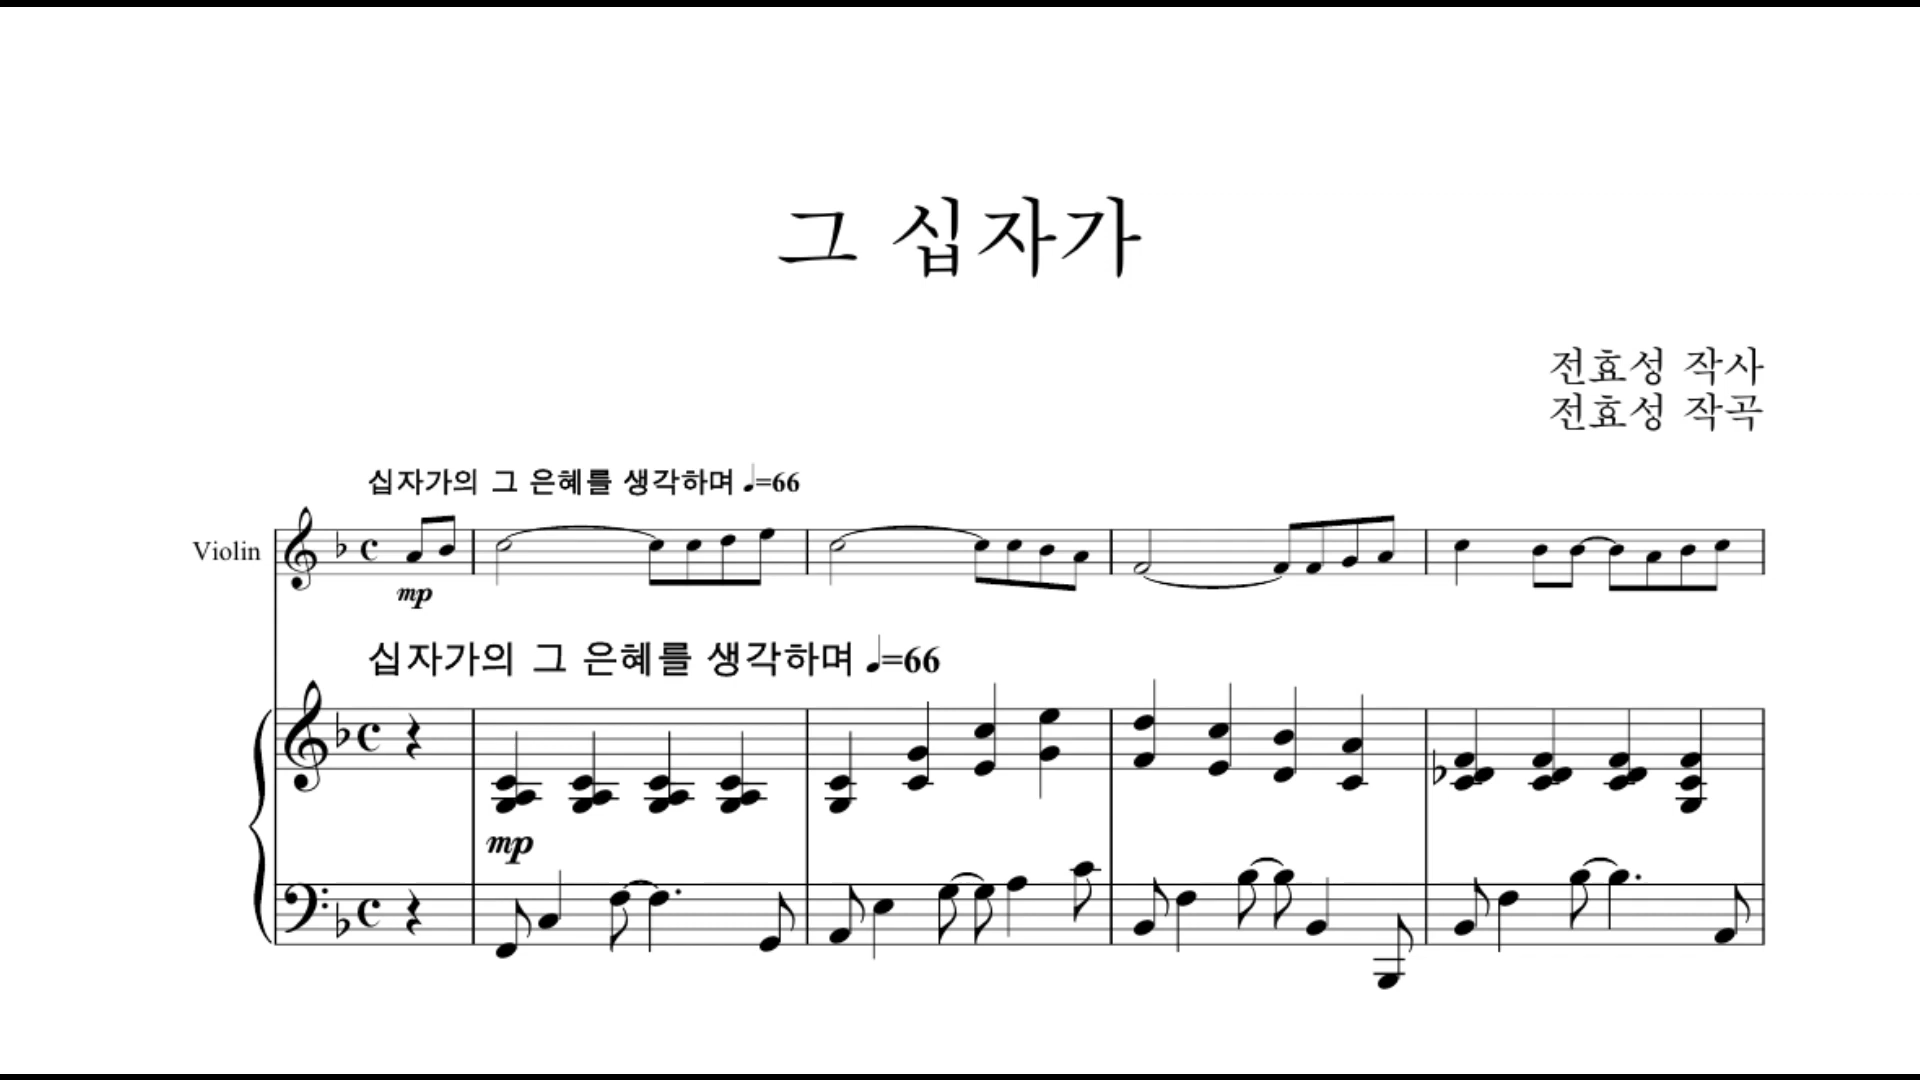 그 십자가
전효성 작사
전효성 작곡
십자가의 그 은혜를 생각하며 ♩=66
Violin
mp
십자가의 그 은혜를 생각하며 ♩=66
mp